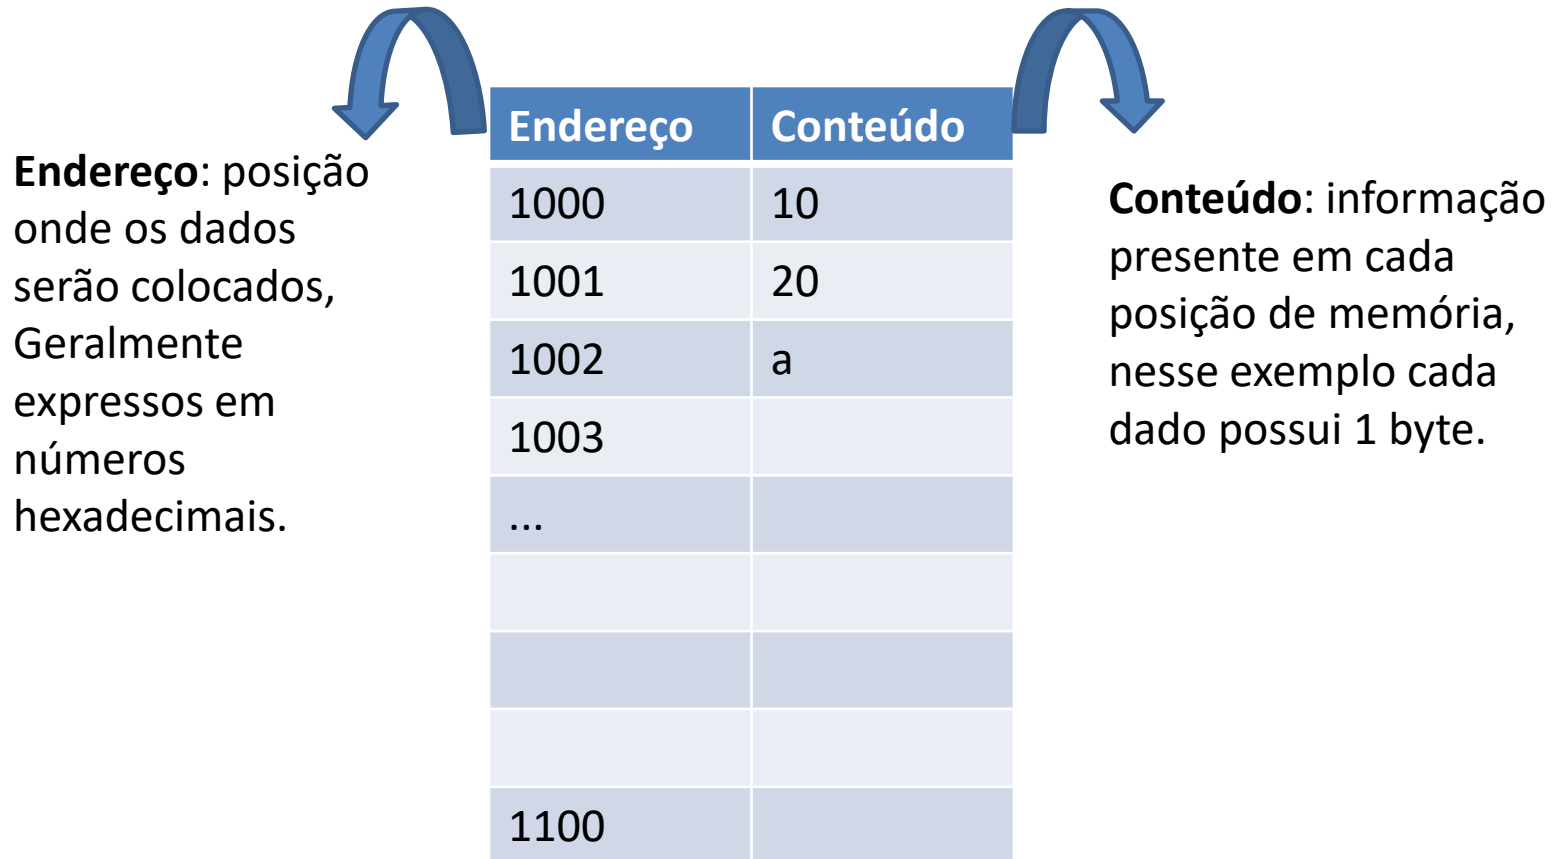 Endereço: posição
onde os dados
serão colocados,
Geralmente
expressos em
números
hexadecimais.
Endereço Conteúdo
1000 10
1001 20
1002 a
1003
...
1100
Conteúdo: informação
presente em cada
posição de memória,
nesse exemplo cada
dado possui 1 byte.